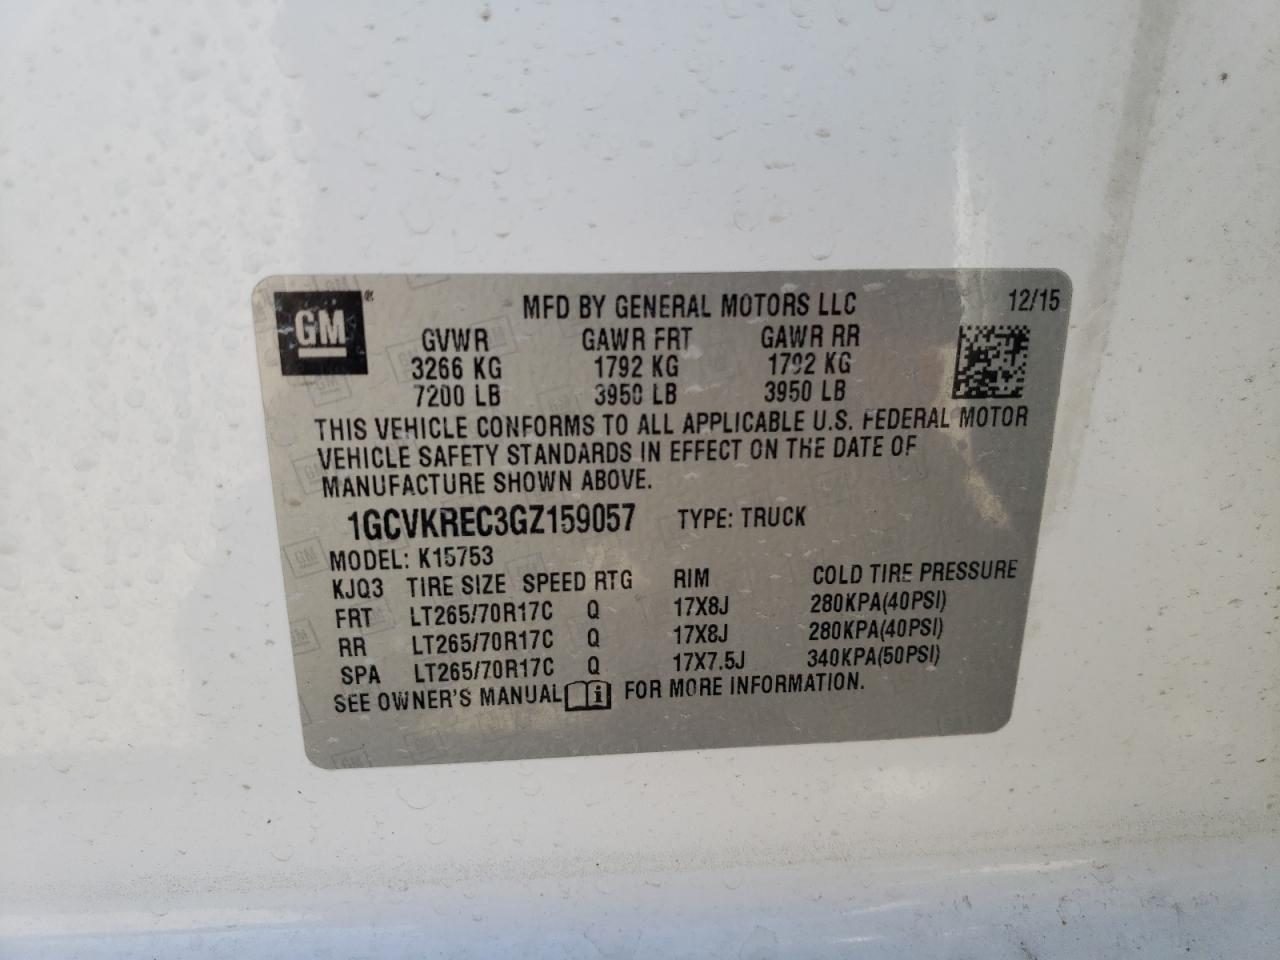 GM
MFD BY GENERAL MOTORS LLC 12/15
GVWR GAWR FRT GAWR RR
3266 KG 1792 KG 1792 KG
7200 LB 3950 LB 3950 LB
THIS VEHICLE CONFORMS TO ALL APPLICABLE U.S. FEDERAL MOTOR
VEHICLE SAFETY STANDARDS IN EFFECT ON THE DATE OF
MANUFACTURE SHOWN ABOVE.
1GCVKREC3GZ159057 TYPE: TRUCK
MODEL: K15753
KJQ3 TIRE SIZE SPEED RTG RIM COLD TIRE PRESSURE
FRT LT265/70R17C Q 17X8J 280KPA(40PSI)
RR LT265/70R17C Q 17X8J 280KPA(40PSI)
SPA LT265/70R17C Q 17X7.5J 340KPA(50PSI)
SEE OWNER'S MANUAL FOR MORE INFORMATION.